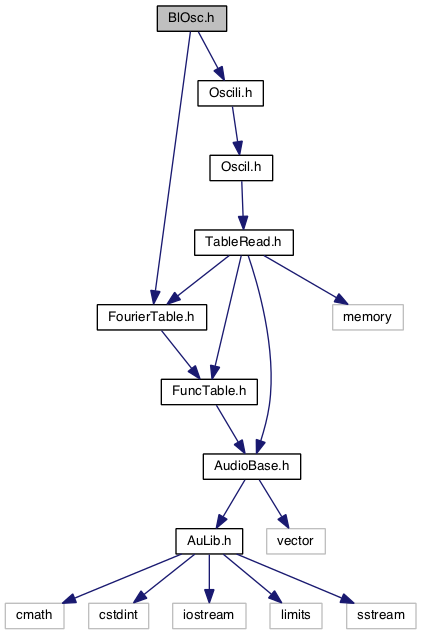 BlOsc.h
Oscili.h
Oscil.h
TableRead.h
FourierTable.h
memory
FuncTable.h
AudioBase.h
AuLib.h
vector
cmath
cstdint
iostream
limits
sstream